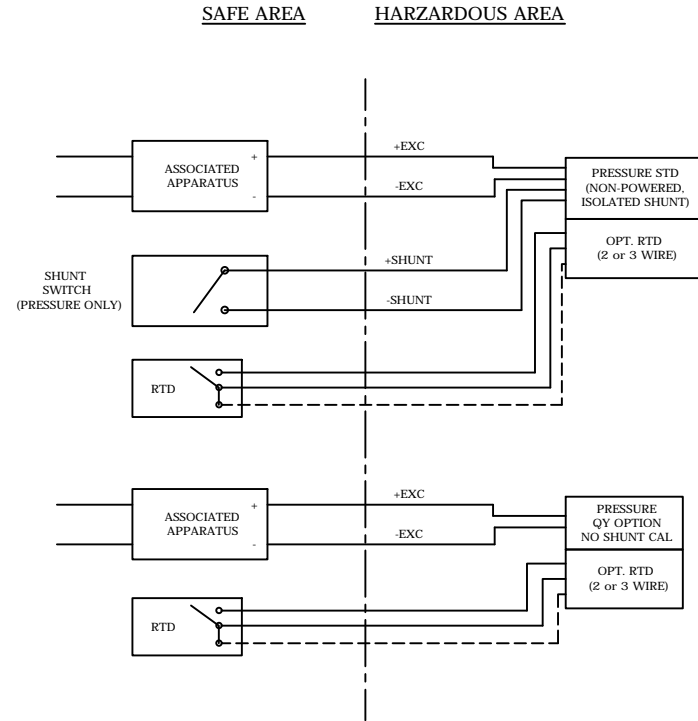 SAFE AREA
HARZARDOUS AREA
ASSOCIATED
APPARATUS
+
-
+EXC
-EXC
PRESSURE STD
(NON-POWERED,
ISOLATED SHUNT)
OPT. RTD
(2 or 3 WIRE)
SHUNT
SWITCH
(PRESSURE ONLY)
+SHUNT
-SHUNT
RTD
ASSOCIATED
APPARATUS
+
-
+EXC
-EXC
PRESSURE
QY OPTION
NO SHUNT CAL
OPT. RTD
(2 or 3 WIRE)
RTD